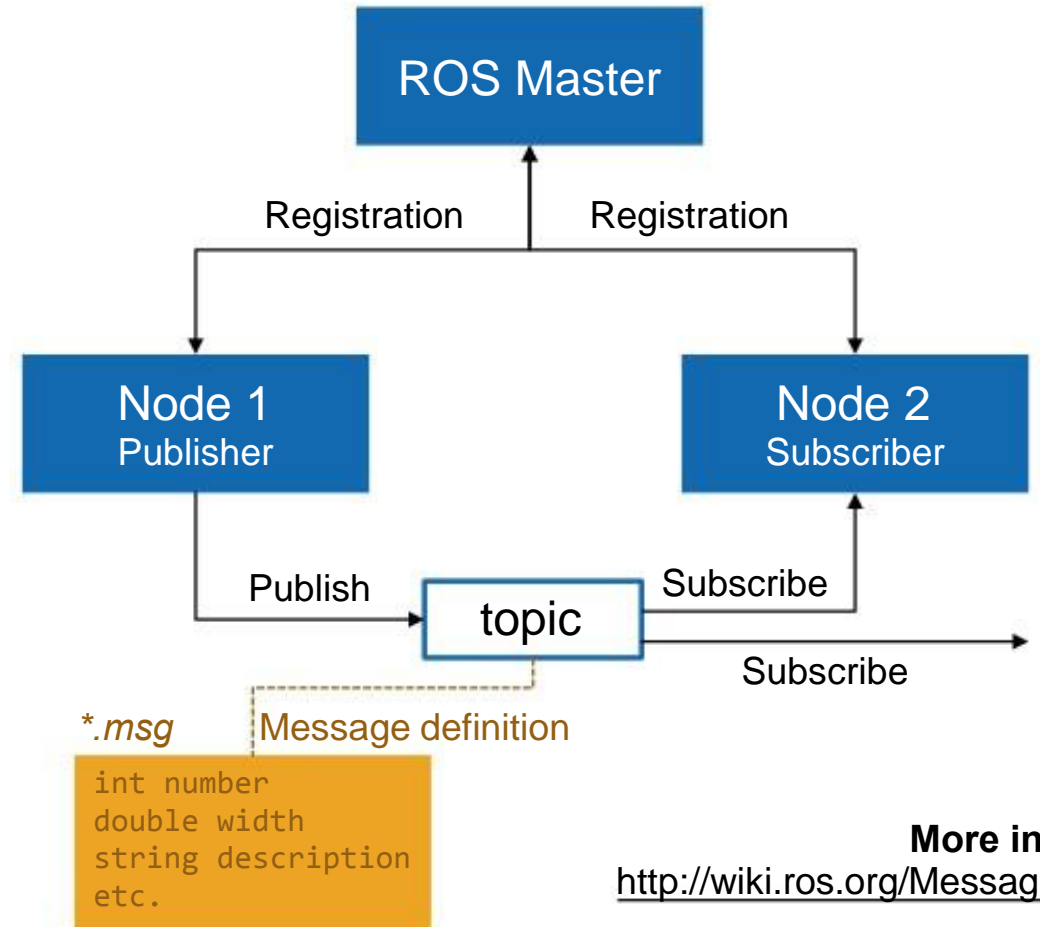 ROS Master
Registration
Registration
Node 1
Publisher
Node 2
Subscriber
Publish
topic
Subscribe
Subscribe
*.msg
Message definition
int number
double width
string description
etc.
More in
http://wiki.ros.org/Messag